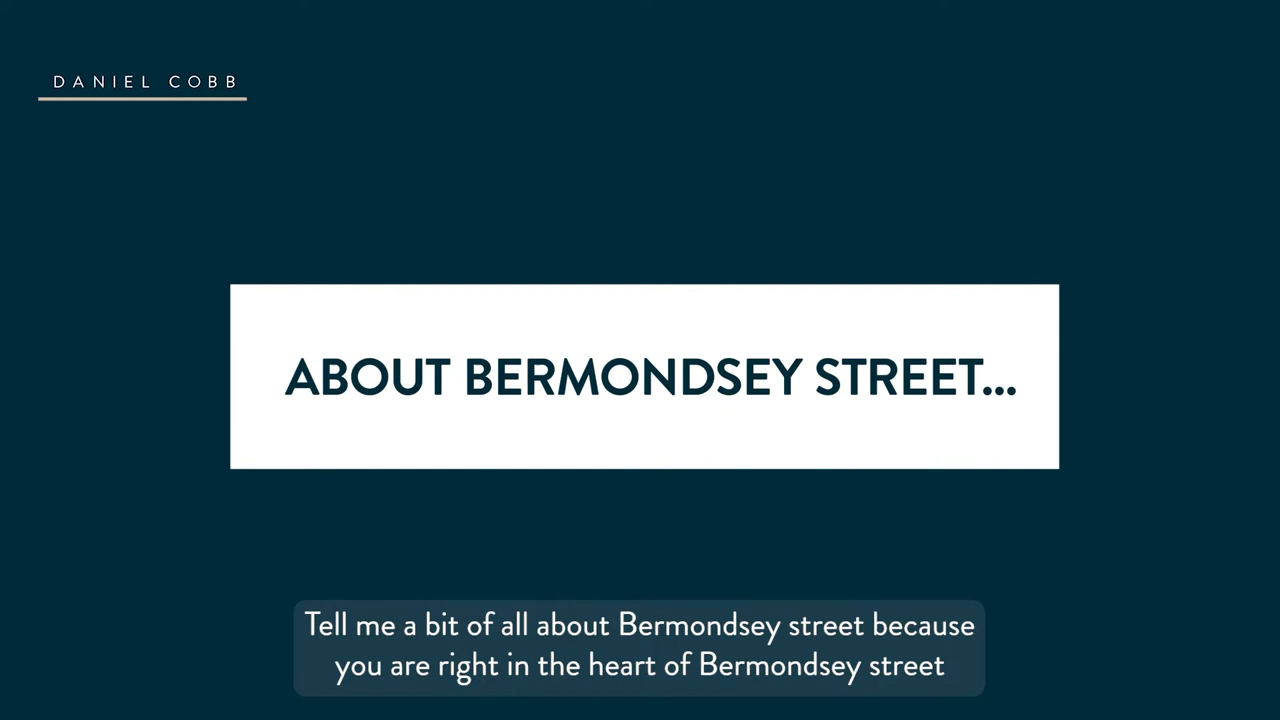 DANIEL COBB
ABOUT BERMONDSEY STREET...
Tell me a bit of all about Bermondsey street because
you are right in the heart of Bermondsey street